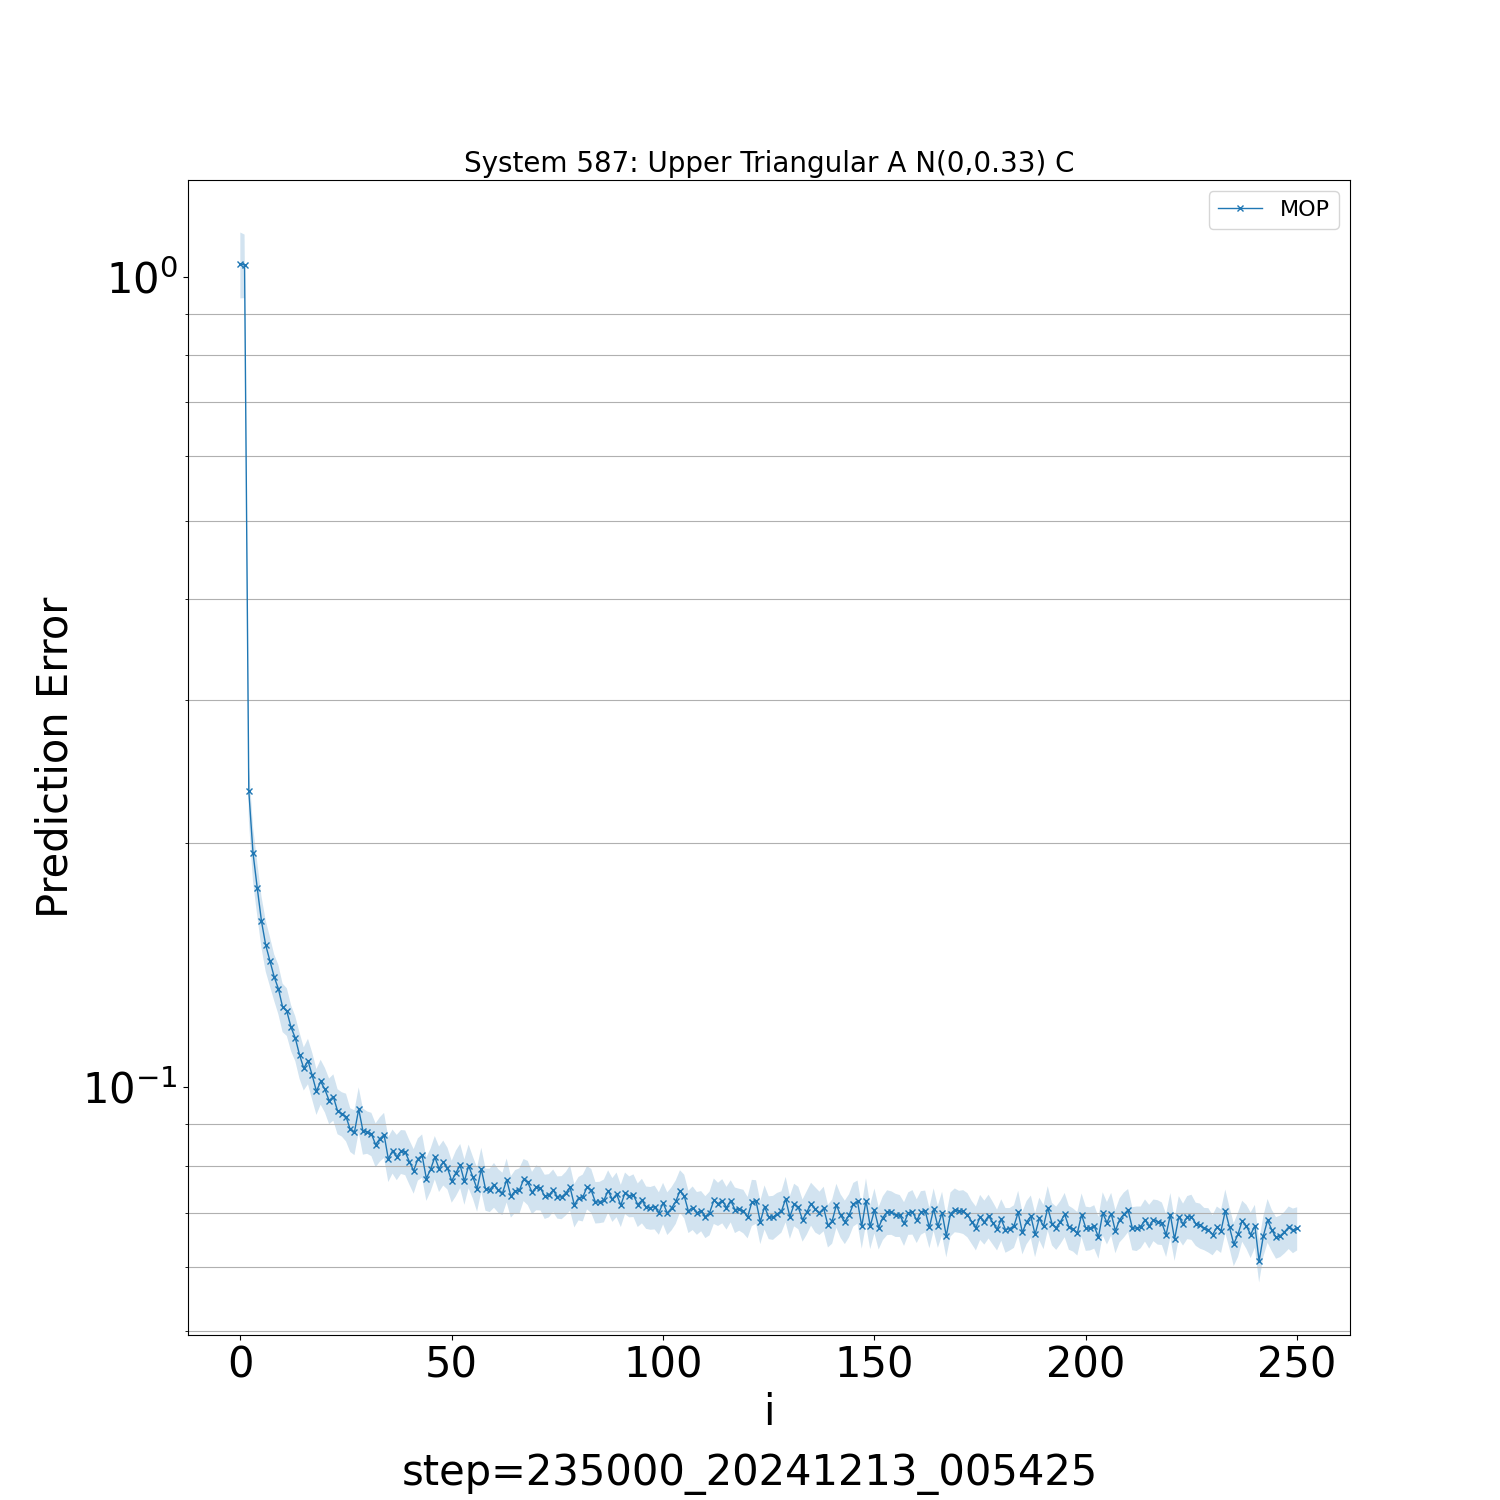 System 587: Upper Triangular A N(0,0.33) C
MOP
10⁰
10⁻¹
Prediction Error
0 50 100 150 200 250
i
step=235000_20241213_005425